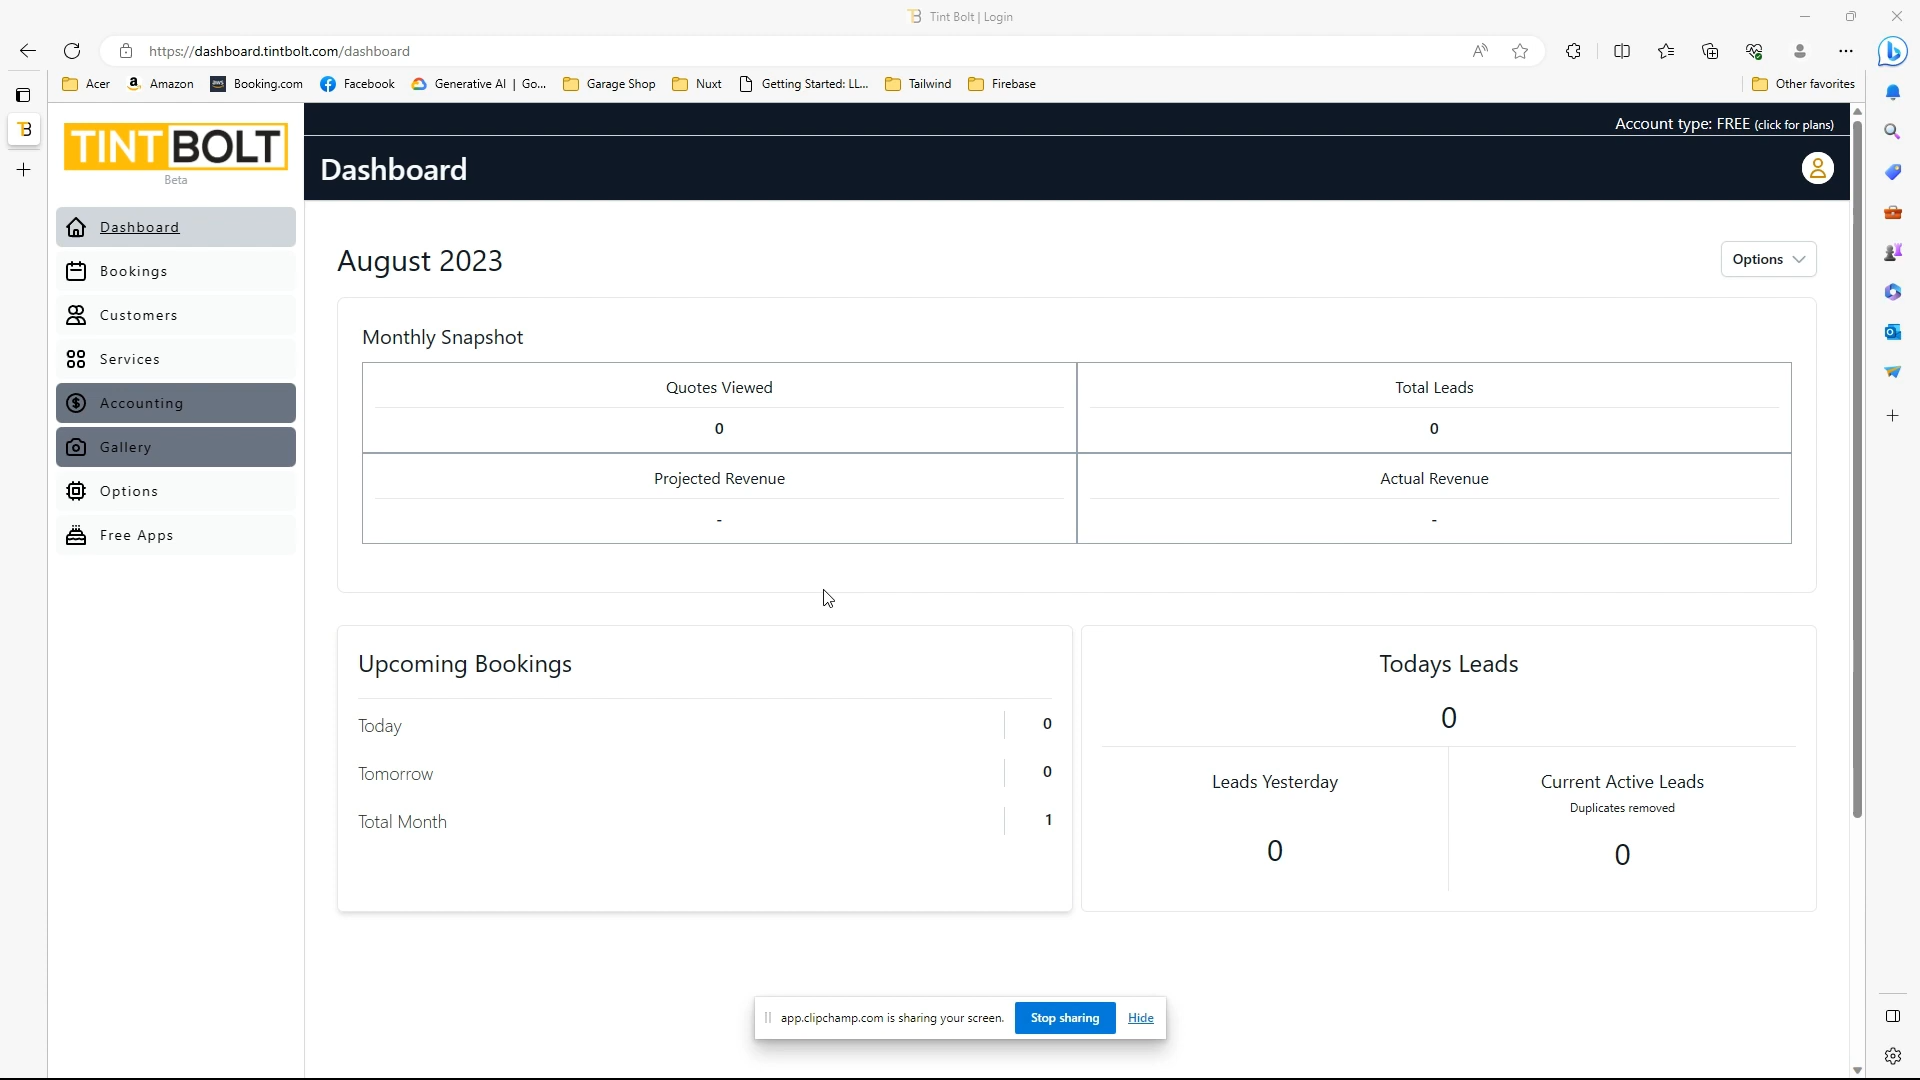 Tint Bolt | Login
https://dashboard.tintbolt.com/dashboard
Acer
Amazon
Booking.com
Facebook
Generative AI | Go...
Garage Shop
Nuxt
Getting Started: LL...
Tailwind
Firebase
Other favorites
TINT BOLT
Beta
Account type: FREE (click for plans)
Dashboard
Dashboard
Bookings
Customers
Services
Accounting
Gallery
Options
Free Apps
August 2023
Options
Monthly Snapshot
Quotes Viewed
0
Total Leads
0
Projected Revenue
-
Actual Revenue
-
Upcoming Bookings
Today 0
Tomorrow 0
Total Month 1
Todays Leads
0
Leads Yesterday
0
Current Active Leads
Duplicates removed
0
app.clipchamp.com is sharing your screen. Stop sharing Hide